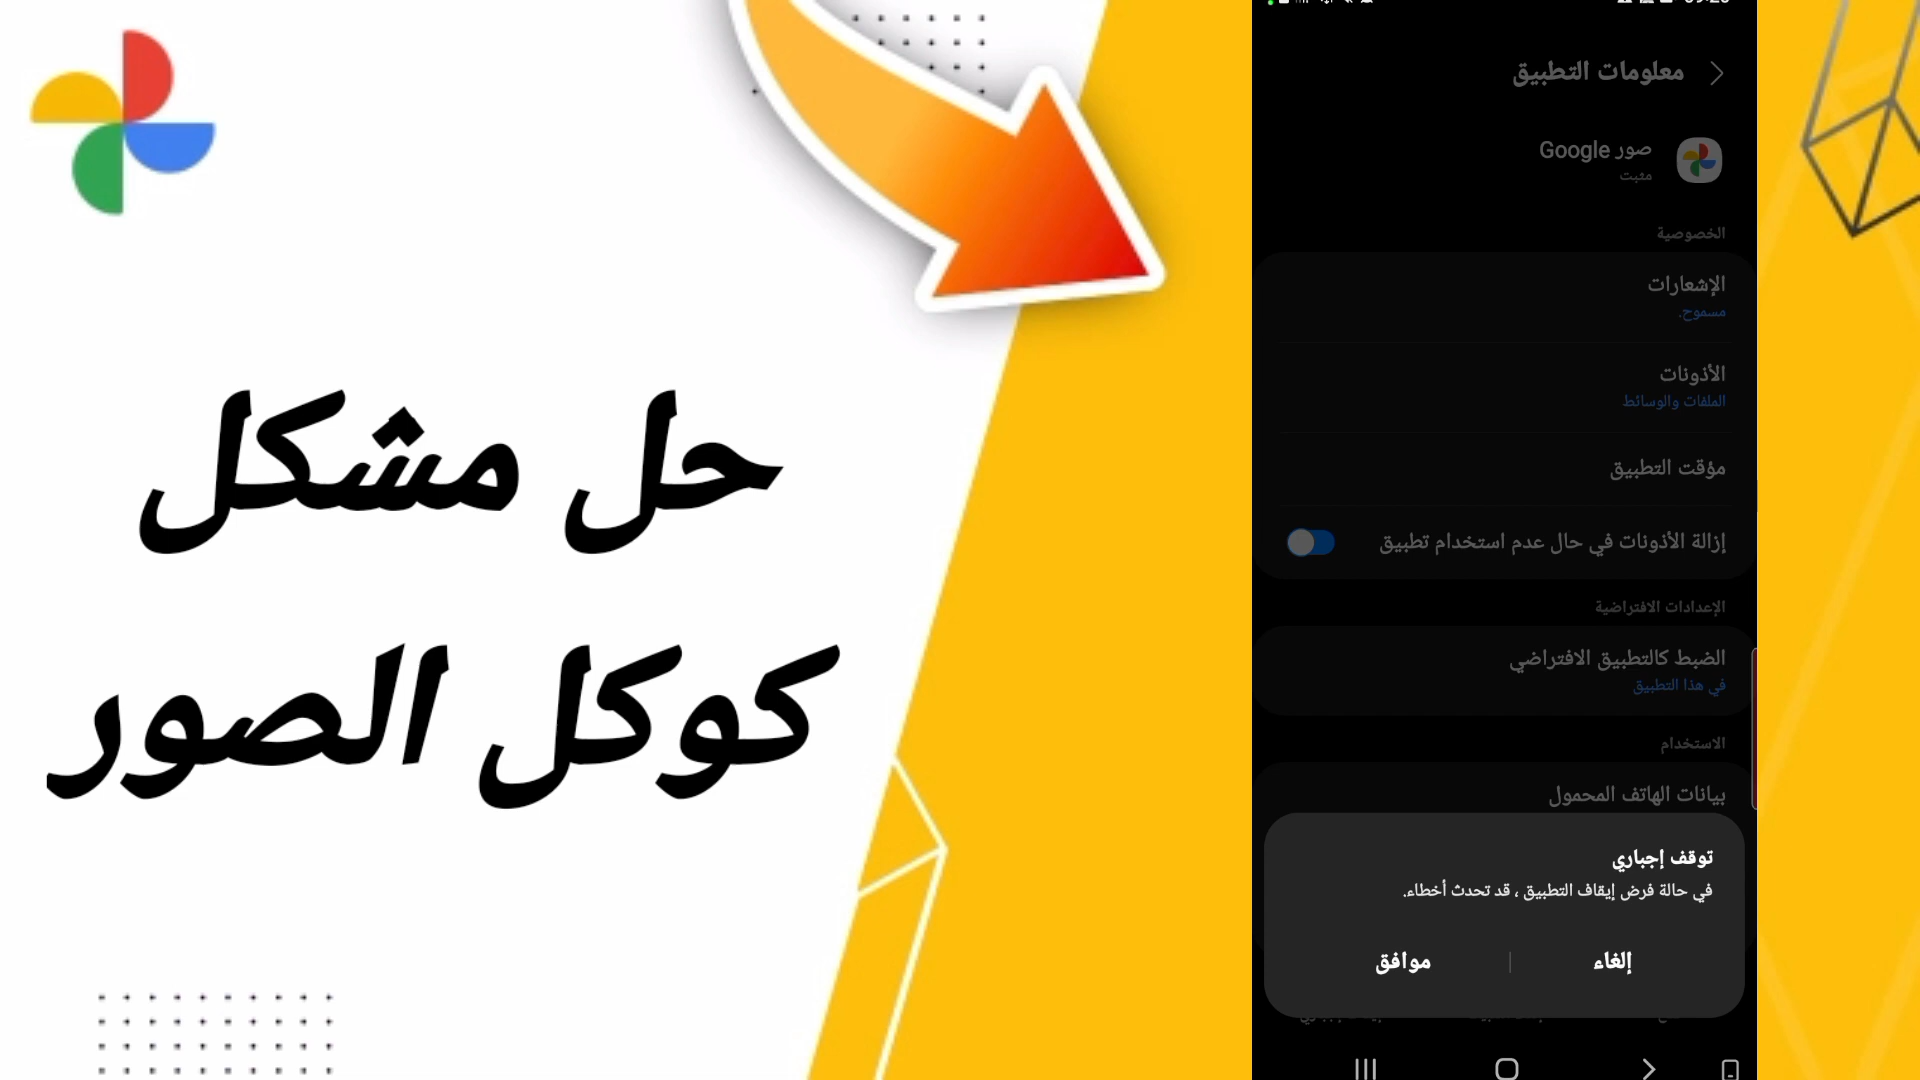 حل مشكل
كوكل الصور
معلومات التطبيق
صور Google
مثبت
الخصوصية
الإشعارات
مسموح.
الأذونات
الملفات والوسائط
مؤقت التطبيق
إزالة الأذونات في حال عدم استخدام تطبيق
الإعدادات الافتراضية
الضبط كالتطبيق الافتراضي
في هذا التطبيق
الاستخدام
بيانات الهاتف المحمول
توقف إجباري
في حالة فرض إيقاف التطبيق ، قد تحدث أخطاء.
إلغاء
موافق